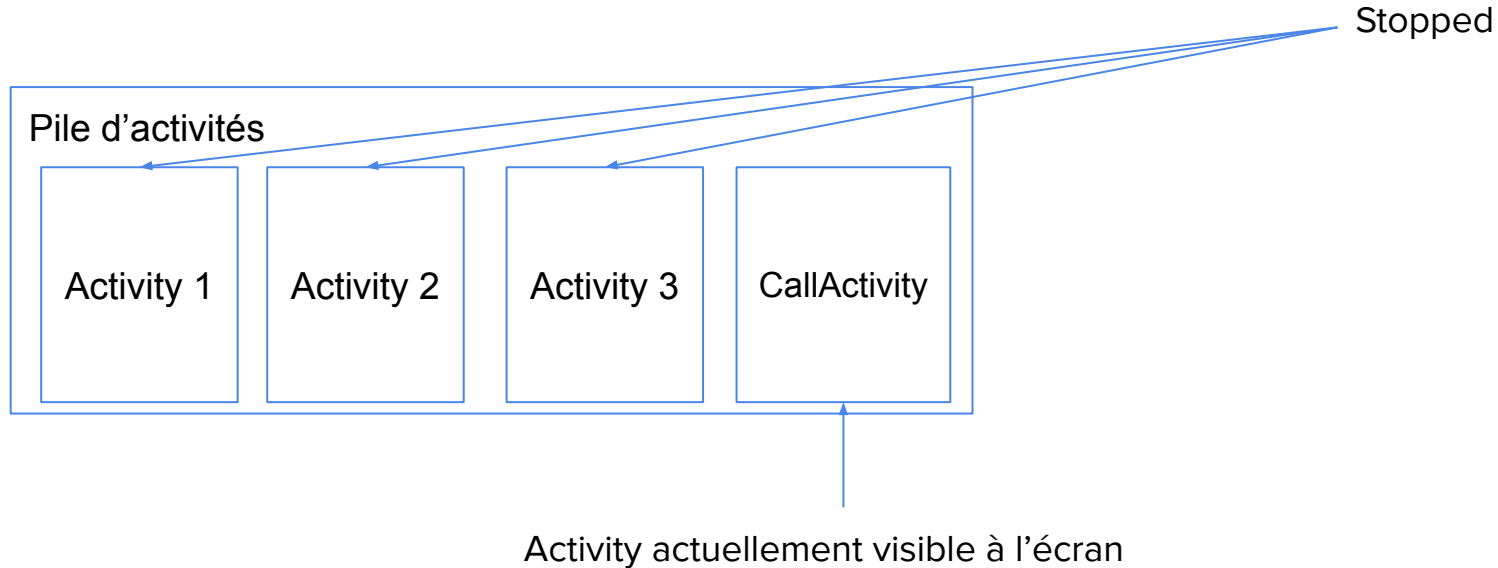 Stopped
Pile d’activités
Activity 1
Activity 2
Activity 3
CallActivity
Activity actuellement visible à l’écran